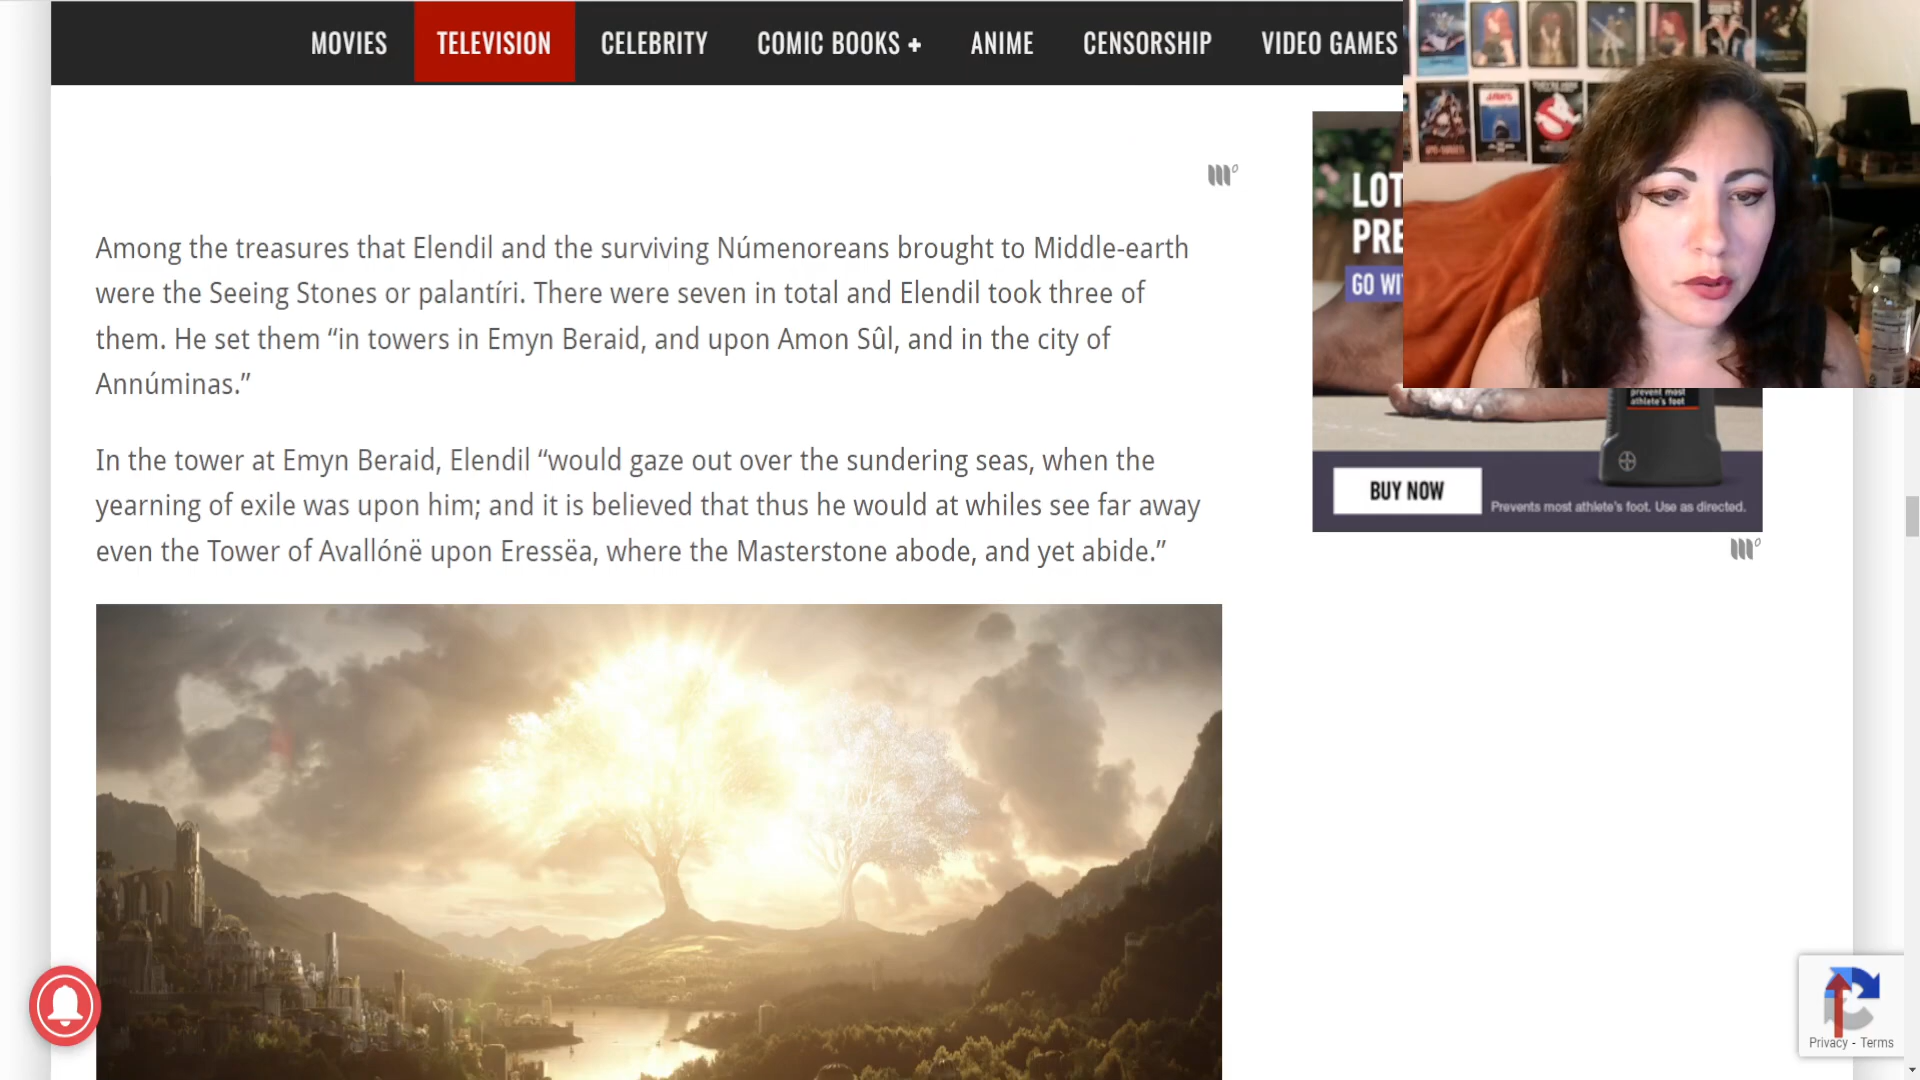 MOVIES TELEVISION CELEBRITY COMIC BOOKS + ANIME CENSORSHIP VIDEO GAMES
Among the treasures that Elendil and the surviving Númenoreans brought to Middle-earth
were the Seeing Stones or palantíri. There were seven in total and Elendil took three of
them. He set them “in towers in Emyn Beraid, and upon Amon Sûl, and in the city of
Annúminas.”
In the tower at Emyn Beraid, Elendil “would gaze out over the sundering seas, when the
yearning of exile was upon him; and it is believed that thus he would at whiles see far away
even the Tower of Avallónë upon Eressëa, where the Masterstone abode, and yet abide.”
LOT
PRE
GO WI
prevent most
athlete's foot
BUY NOW
Prevents most athlete's foot. Use as directed.
JAWS
Privacy - Terms